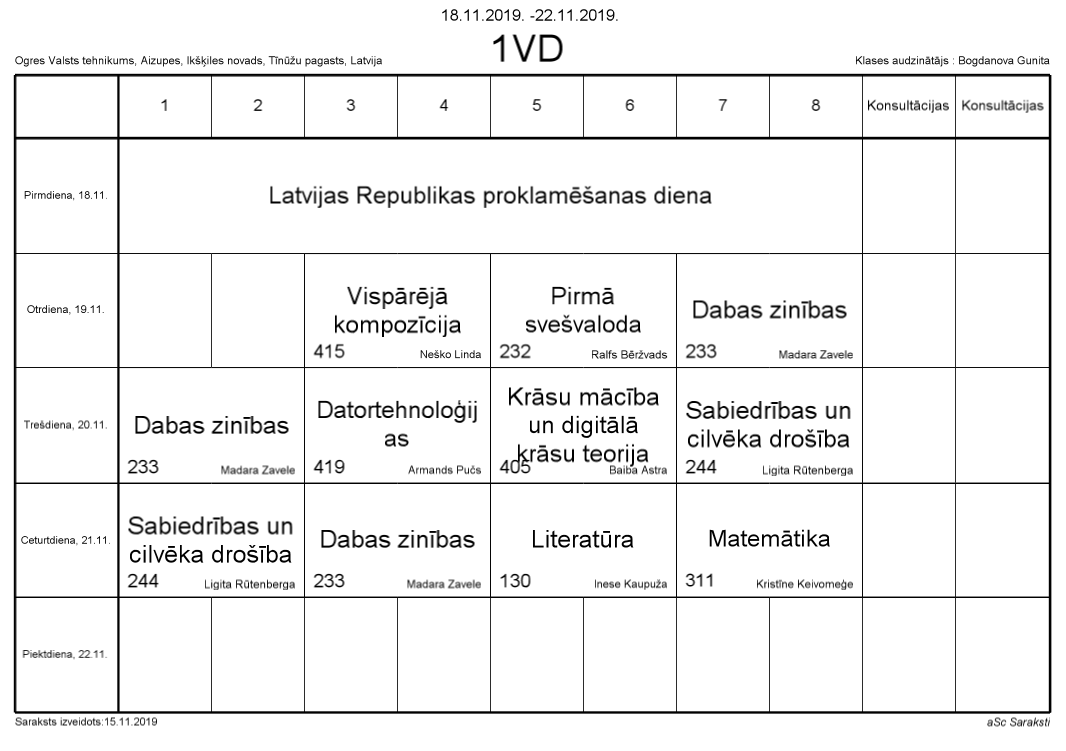 18.11.2019. -22.11.2019.
1VD
Ogres Valsts tehnikums, Aizupes, Ikšķiles novads, Tīnūžu pagasts, Latvija
Klases audzinātājs : Bogdanova Gunita
1 2 3 4 5 6 7 8 Konsultācijas Konsultācijas
Pirmdiena, 18.11.
Latvijas Republikas proklamēšanas diena
Otrdiena, 19.11.
Vispārējā
kompozīcija
415 Neško Linda
Pirmā
svešvaloda
232 Ralfs Bēržvads
Dabas zinības
233 Madara Zavele
Trešdiena, 20.11.
Dabas zinības
233 Madara Zavele
Datortehnoloģij
as
419 Armands Pučs
Krāsu mācība
un digitālā
krāsu teorija
405 Baiba Astra
Sabiedrības un
cilvēka drošība
244 Ligita Rūtenberga
Ceturtdiena, 21.11.
Sabiedrības un
cilvēka drošība
244 Ligita Rūtenberga
Dabas zinības
233 Madara Zavele
Literatūra
130 Inese Kaupuža
Matemātika
311 Kristīne Keivomeģe
Piektdiena, 22.11.
Saraksts izveidots:15.11.2019
aSc Saraksti